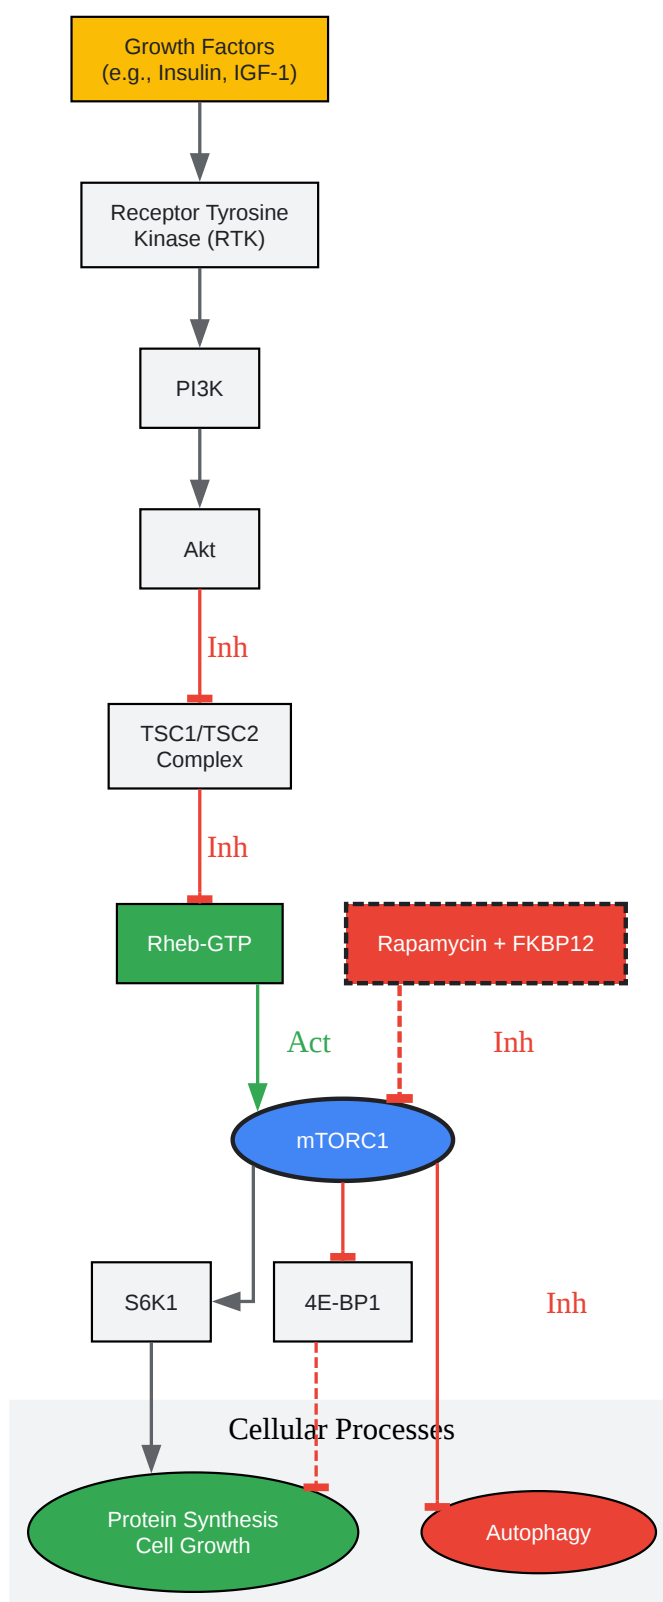 Growth Factors
(e.g., Insulin, IGF-1)
Receptor Tyrosine
Kinase (RTK)
PI3K
Akt
Inh
TSC1/TSC2
Complex
Inh
Rheb-GTP
Rapamycin + FKBP12
Act
Inh
mTORC1
S6K1
4E-BP1
Inh
Cellular Processes
Protein Synthesis
Cell Growth
Autophagy